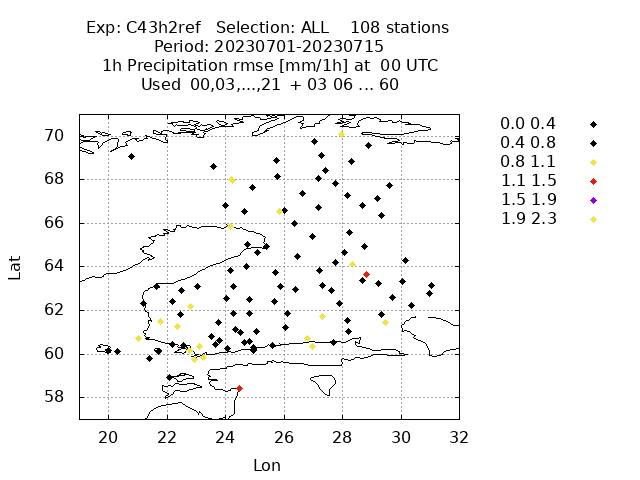 Exp: C43h2ref Selection: ALL 108 stations
Period: 20230701-20230715
1h Precipitation rmse [mm/1h] at 00 UTC
Used 00,03,...,21 + 03 06 ... 60
0.0 0.4
0.4 0.8
0.8 1.1
1.1 1.5
1.5 1.9
1.9 2.3
70
68
66
64
62
60
58
Lat
20 22 24 26 28 30 32
Lon